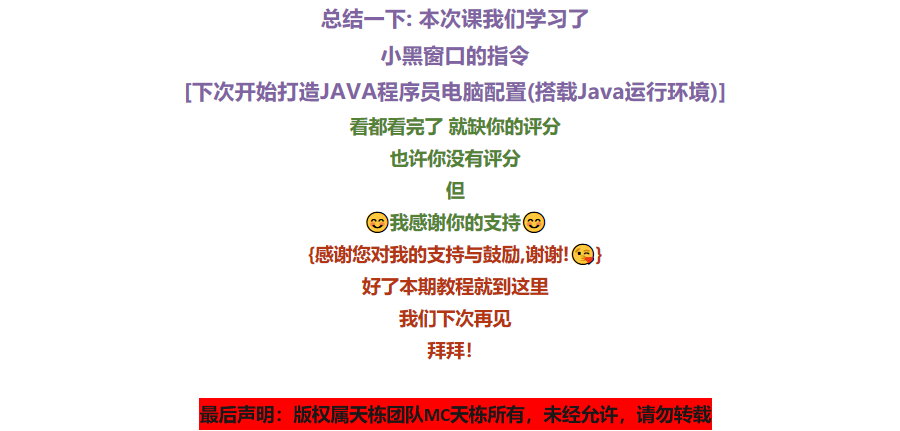 总结一下: 本次课我们学习了
小黑窗口的指令
[下次开始打造JAVA程序员电脑配置(搭载Java运行环境)]
看都看完了 就缺你的评分
也许你没有评分
但
😊我感谢你的支持😊
{感谢您对我的支持与鼓励,谢谢!😘}
好了本期教程就到这里
我们下次再见
拜拜！
最后声明：版权属天栋团队MC天栋所有，未经允许，请勿转载